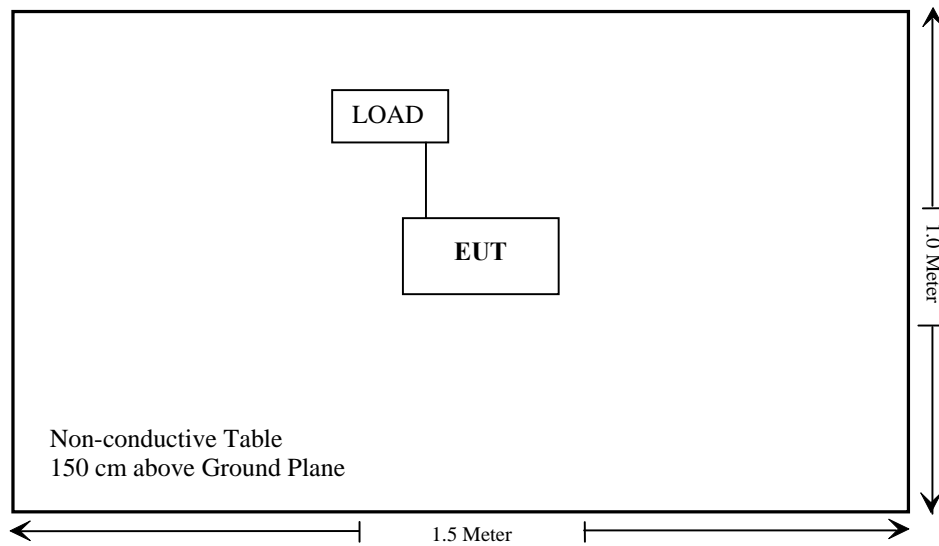 LOAD
EUT
1.0 Meter
Non-conductive Table
150 cm above Ground Plane
1.5 Meter